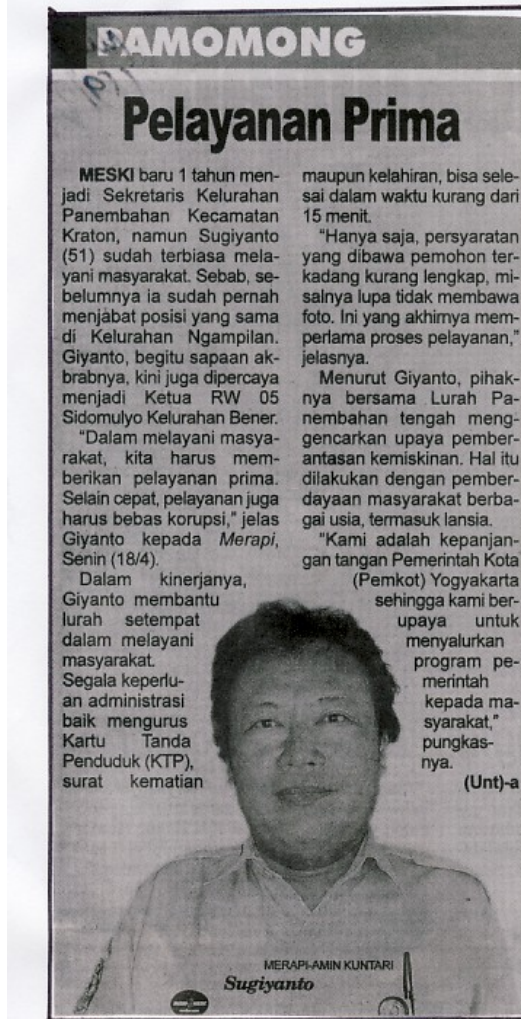 PAMOMONG
Pelayanan Prima
MESKI baru 1 tahun men-
jadi Sekretaris Kelurahan
Panembahan Kecamatan
Kraton, namun Sugiyanto
(51) sudah terbiasa mela-
yani masyarakat. Sebab, se-
belumnya ia sudah pernah
menjabat posisi yang sama
di Kelurahan Ngampilan.
Giyanto, begitu sapaan ak-
brabnya, kini juga dipercaya
menjadi Ketua RW 05
Sidomulyo Kelurahan Bener.
"Dalam melayani masya-
rakat, kita harus mem-
berikan pelayanan prima.
Selain cepat, pelayanan juga
harus bebas korupsi," jelas
Giyanto kepada Merapi,
Senin (18/4).
Dalam kinerjanya,
Giyanto membantu
lurah setempat
dalam melayani
masyarakat.
Segala keperlu-
an administrasi
baik mengurus
Kartu Tanda
Penduduk (KTP),
surat kematian
maupun kelahiran, bisa sele-
sai dalam waktu kurang dari
15 menit.
"Hanya saja, persyaratan
yang dibawa pemohon ter-
kadang kurang lengkap, mi-
salnya lupa tidak membawa
foto. Ini yang akhirnya mem-
perlama proses pelayanan,"
jelasnya.
Menurut Giyanto, pihak-
nya bersama Lurah Pa-
nembahan tengah meng-
gencarkan upaya pember-
antasan kemiskinan. Hal itu
dilakukan dengan pember-
dayaan masyarakat berba-
gai usia, termasuk lansia.
"Kami adalah kepanjan-
gan tangan Pemerintah Kota
(Pemkot) Yogyakarta
sehingga kami ber-
upaya untuk
menyalurkan
program pe-
merintah
kepada ma-
syarakat,"
pungkas-
nya.
(Unt)-a
MERAPI-AMIN KUNTARI
Sugiyanto